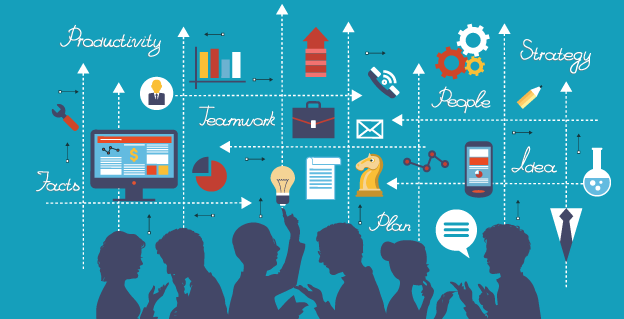 Productivity
Strategy
People
Teamwork
Idea
Facts
Plan
$